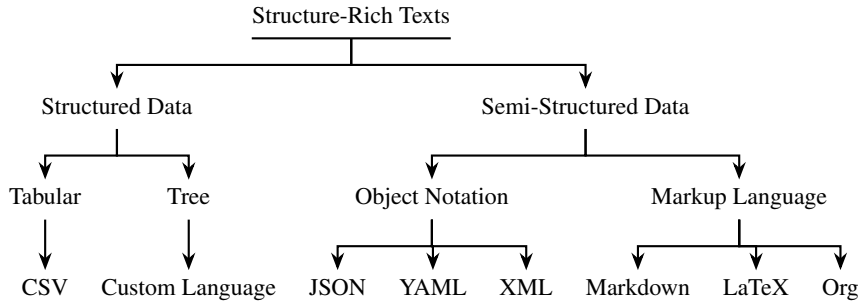 Structure-Rich Texts
Structured Data Semi-Structured Data
Tabular Tree Object Notation Markup Language
CSV Custom Language JSON YAML XML Markdown LaTeX Org